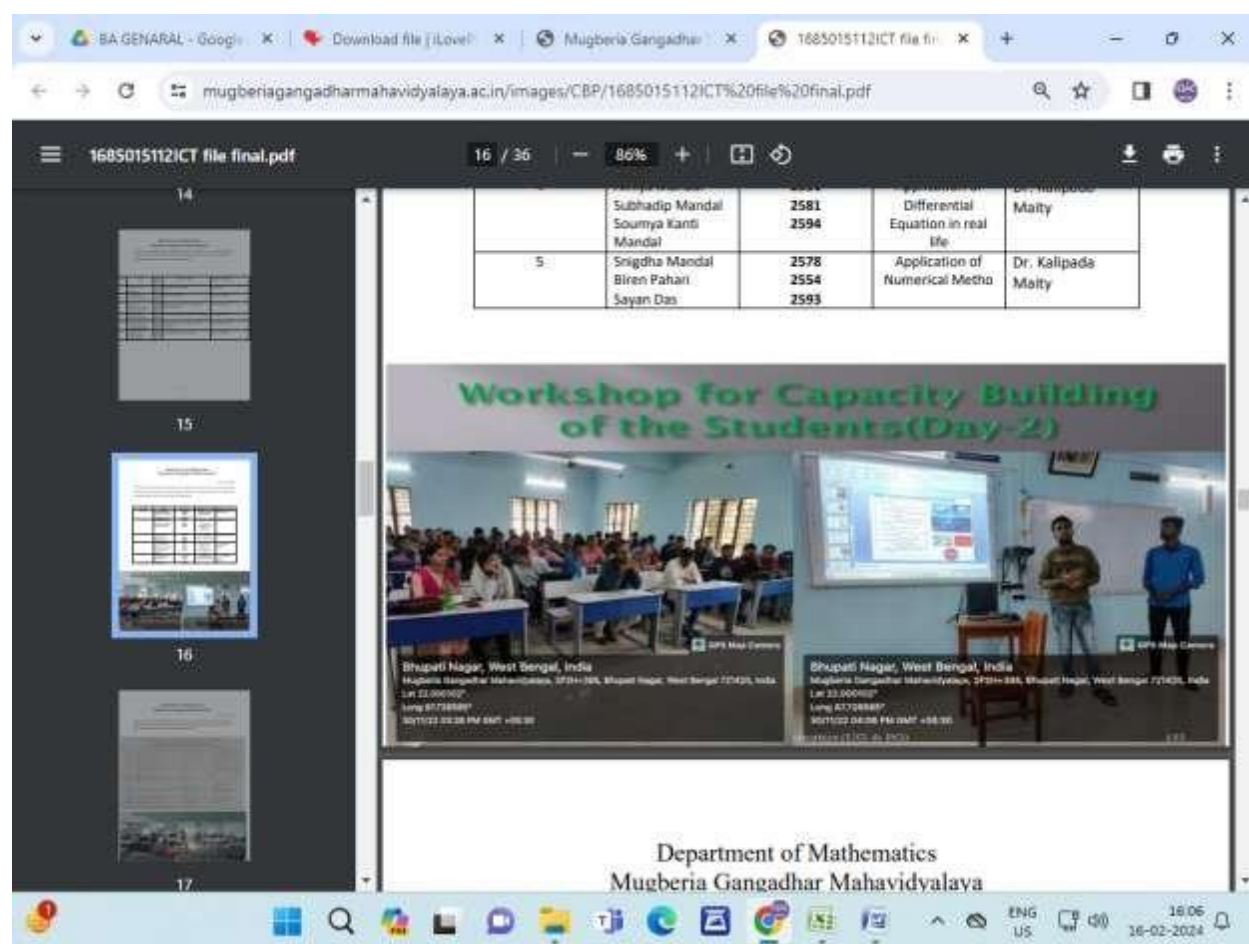 BA GENARAL - Googl
Download file | iLoveP
Mugberia Gangadhar
1685015112ICT file fin
mugberiagangadharmahavidyalaya.ac.in/images/CBP/1685015112ICT%20file%20final.pdf
1685015112ICT file final.pdf
16 / 36
86%
14
15
16
17
Subhadip Mandal 2581 Differential Maity
Soumya Kanti 2594 Equation in real
Mandal life
5 Snigdha Mandal 2578 Application of Dr. Kalipada
Biren Pahari 2554 Numerical Metho Maity
Sayan Das 2593
Workshop for Capacity Building
of the Students(Day-2)
GPS Map Camera
Bhupati Nagar, West Bengal, India
GPS Map Camera
Bhupati Nagar, West Bengal, India
Department of Mathematics
Mugberia Gangadhar Mahavidyalaya
ENG
US
16:06
16-02-2024